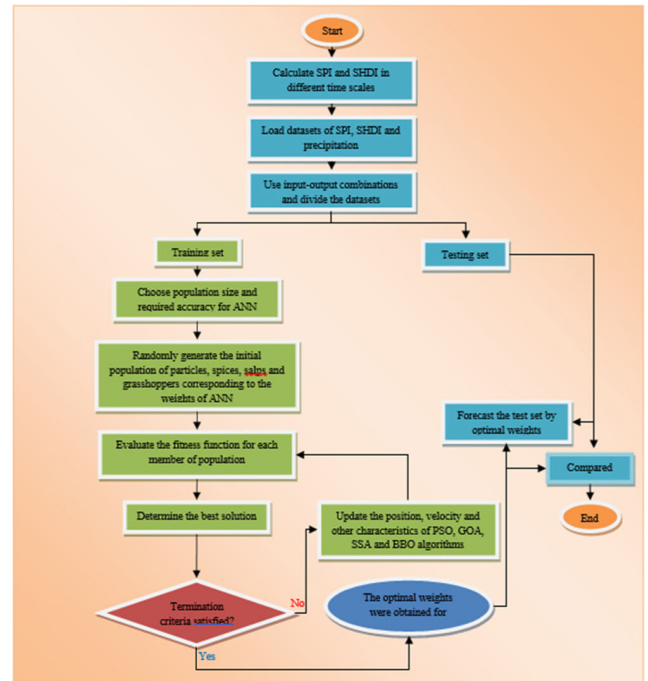 Start
Calculate SPI and SHDI in
different time scales
Load datasets of SPI, SHDI and
precipitation
Use input-output combinations
and divide the datasets
Training set
Testing set
Choose population size and
required accuracy for ANN
Randomly generate the initial
population of particles, spices, salps and
grasshoppers corresponding to the
weights of ANN
Forecast the test set by
optimal weights
Evaluate the fitness function for each
member of population
Compared
Determine the best solution
Update the position, velocity and
other characteristics of PSO, GOA,
SSA and BBO algorithms
End
Termination
criteria satisfied?
No
The optimal weights
were obtained for
Yes